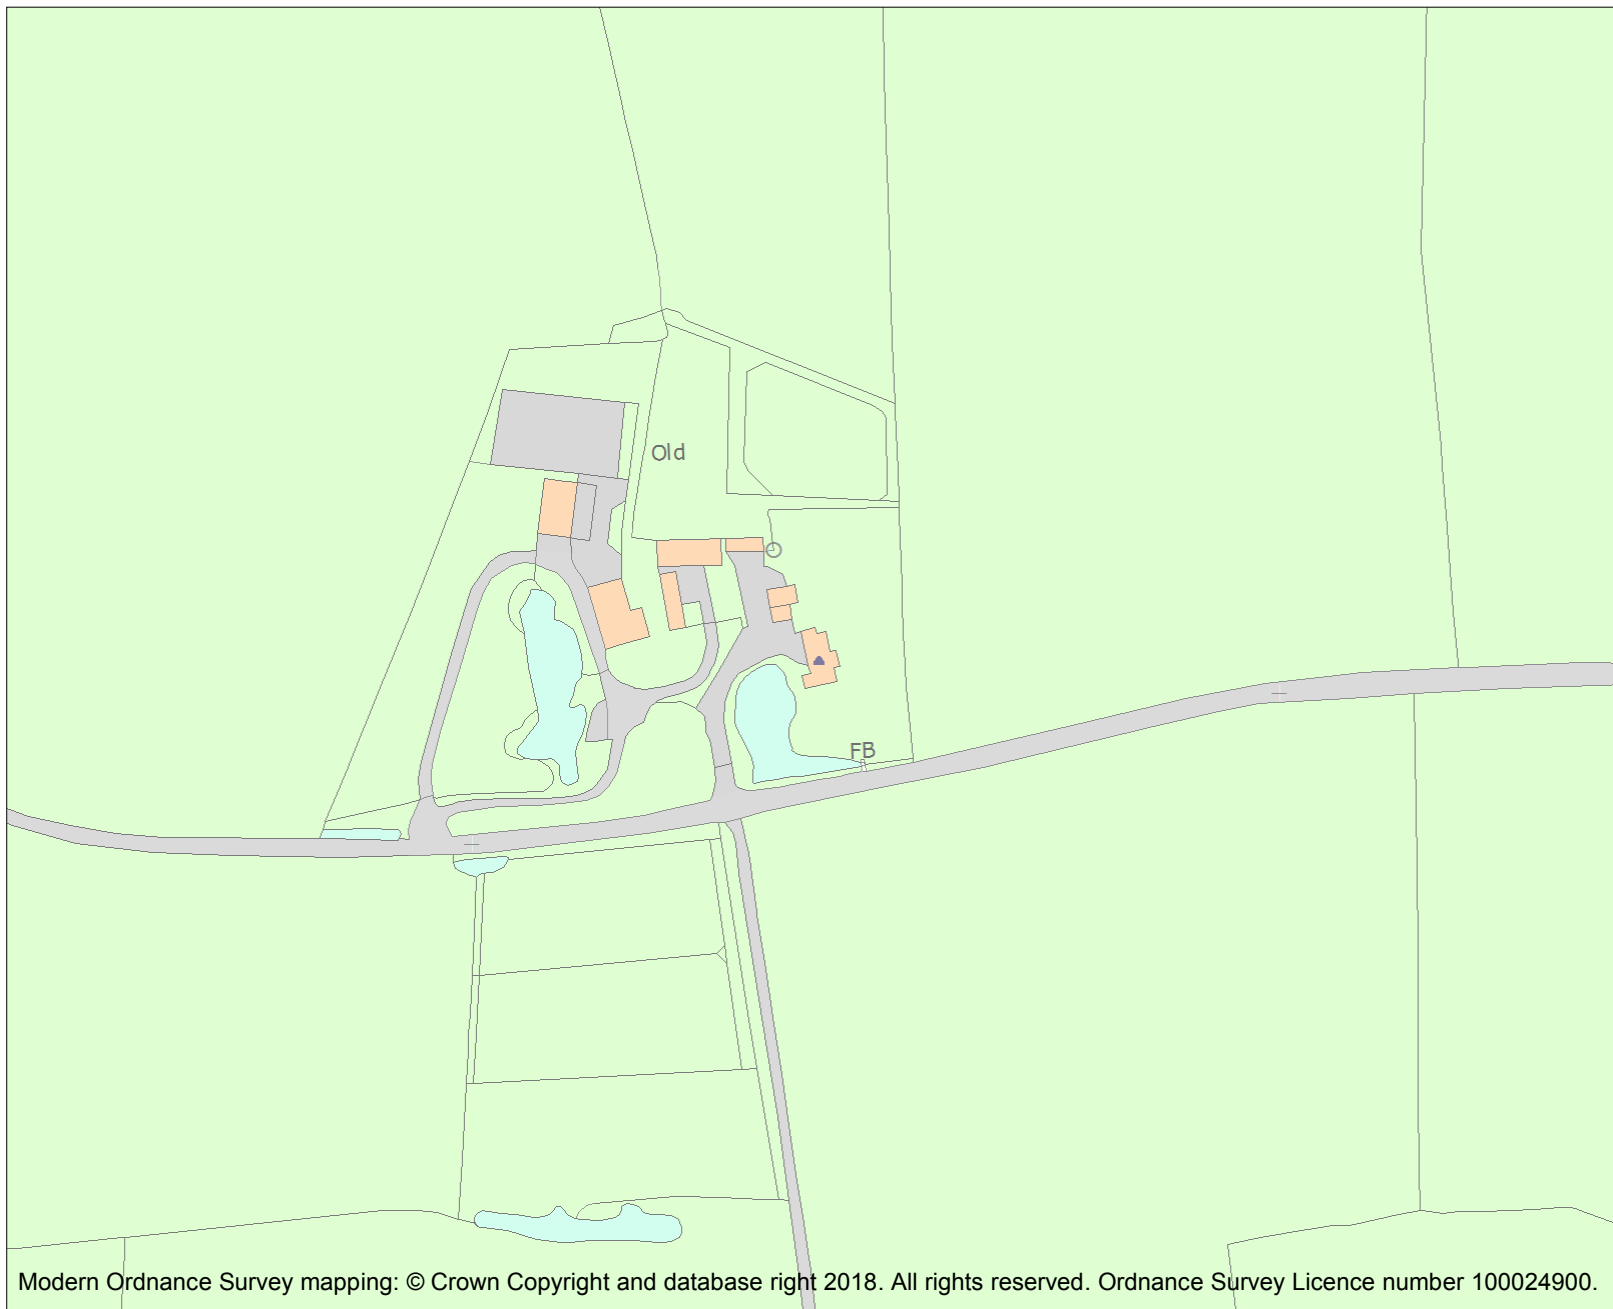 Old
FB
Modern Ordnance Survey mapping: © Crown Copyright and database right 2018. All rights reserved. Ordnance Survey Licence number 100024900.